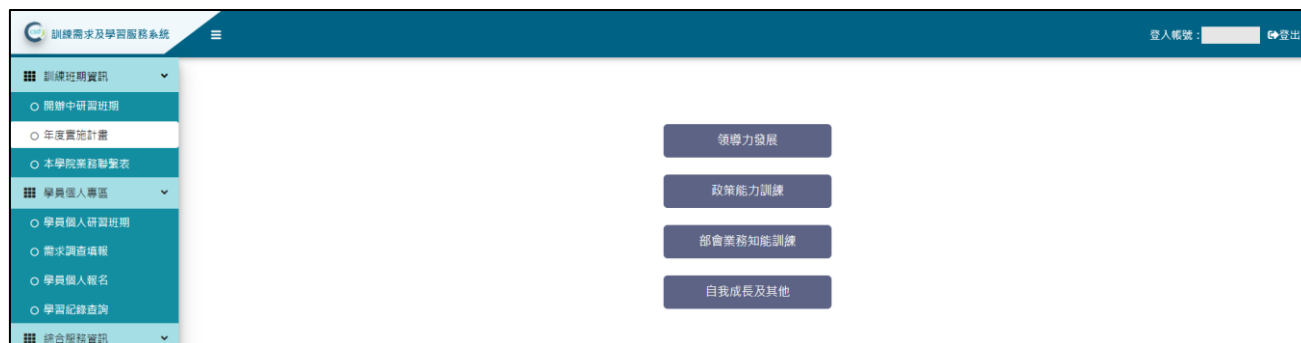 訓練需求及學習服務系統
登入帳號：
登出
訓練班期資訊
開辦中研習班期
年度實施計畫
本學院業務聯繫表
學員個人專區
學員個人研習班期
需求調查填報
學員個人報名
學習紀錄查詢
綜合服務資訊
領導力發展
政策能力訓練
部會業務知能訓練
自我成長及其他